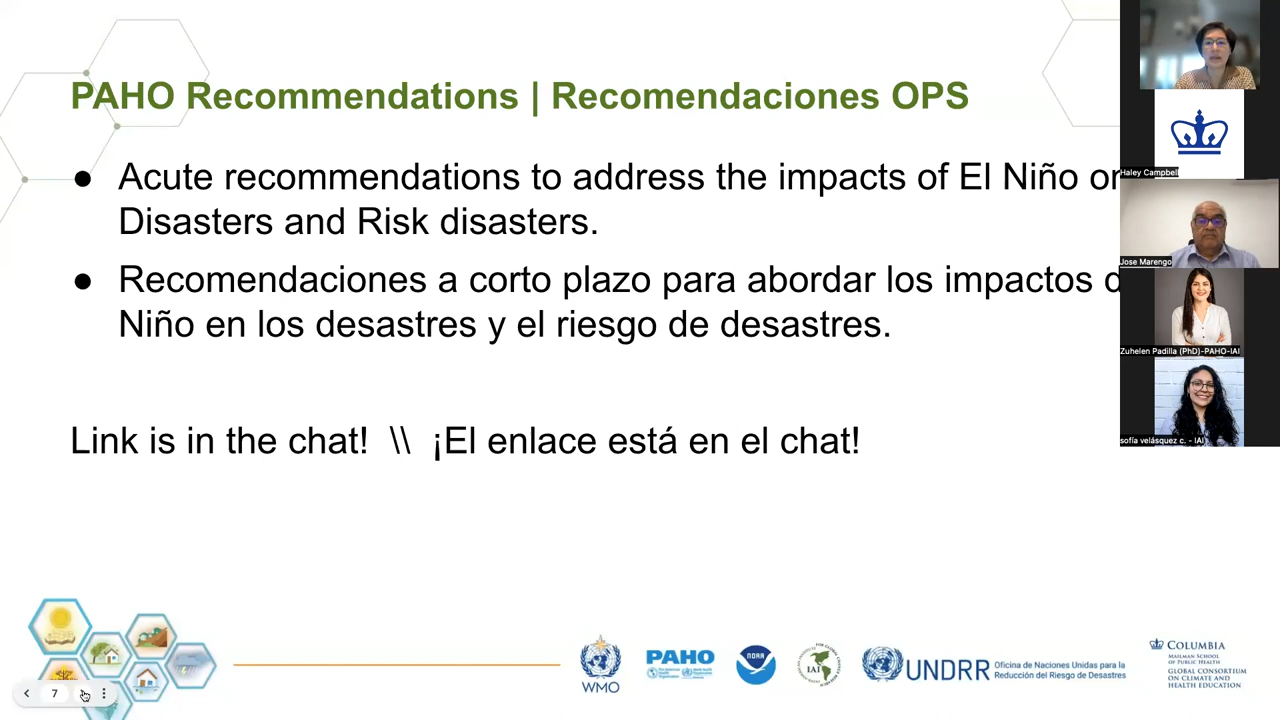 PAHO Recommendations | Recomendaciones OPS
● Acute recommendations to address the impacts of El Niño on
Disasters and Risk disasters.
● Recomendaciones a corto plazo para abordar los impactos d
Niño en los desastres y el riesgo de desastres.
Link is in the chat! \\ ¡El enlace está en el chat!
Haley Campbell
Jose Marengo
Zuhelen Padilla (PhD)-PAHO-IAI
sofía velásquez c. - IAI
7
WMO
PAHO
NOAA
IAI
UNDRR
Oficina de Naciones Unidas para la
Reducción del Riesgo de Desastres
COLUMBIA
MAILMAN SCHOOL
OF PUBLIC HEALTH
GLOBAL CONSORTIUM
ON CLIMATE AND
HEALTH EDUCATION